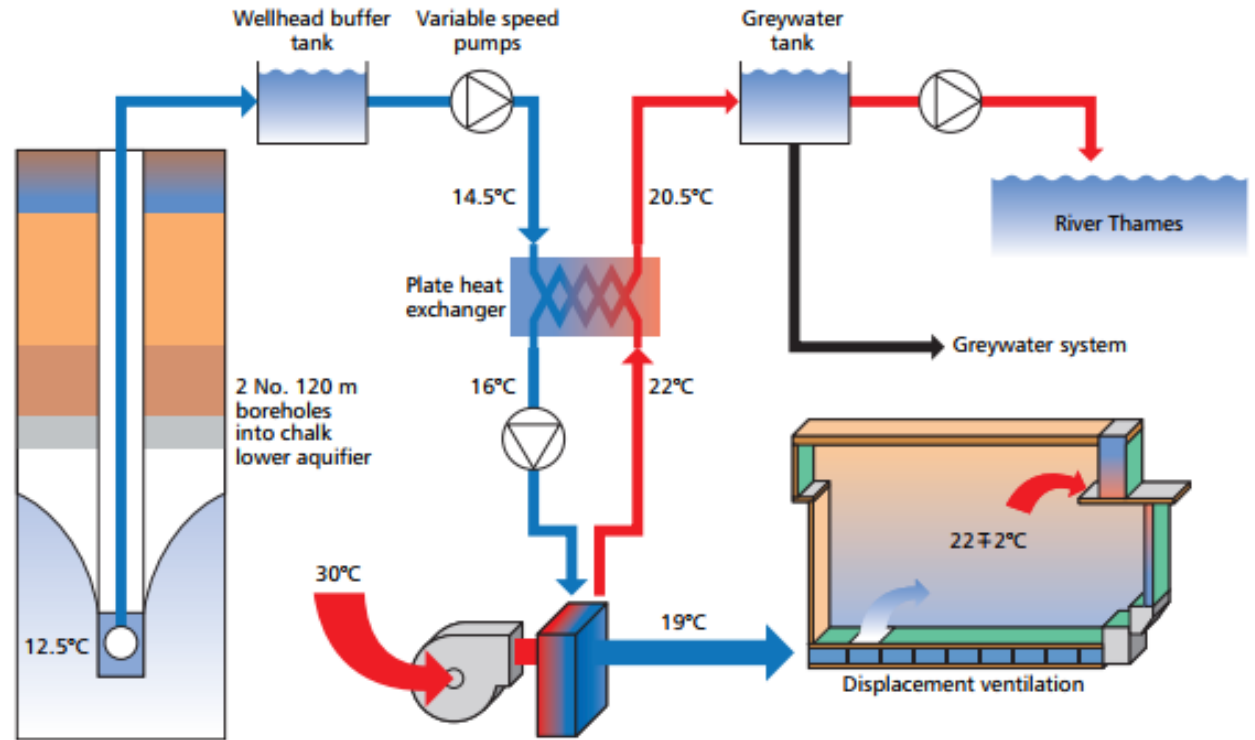 Wellhead buffer
tank
Variable speed
pumps
Greywater
tank
14.5°C
20.5°C
River Thames
Plate heat
exchanger
Greywater system
2 No. 120 m
boreholes
into chalk
lower aquifier
16°C
22°C
22∓2°C
30°C
19°C
12.5°C
Displacement ventilation